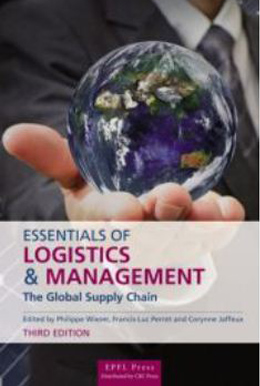 ESSENTIALS OF
LOGISTICS
& MANAGEMENT
The Global Supply Chain
Edited by Philippe Wieser, Francis-Luc Perret and Corynne Jaffeux
THIRD EDITION
EPFL Press
Distributed by CRC Press